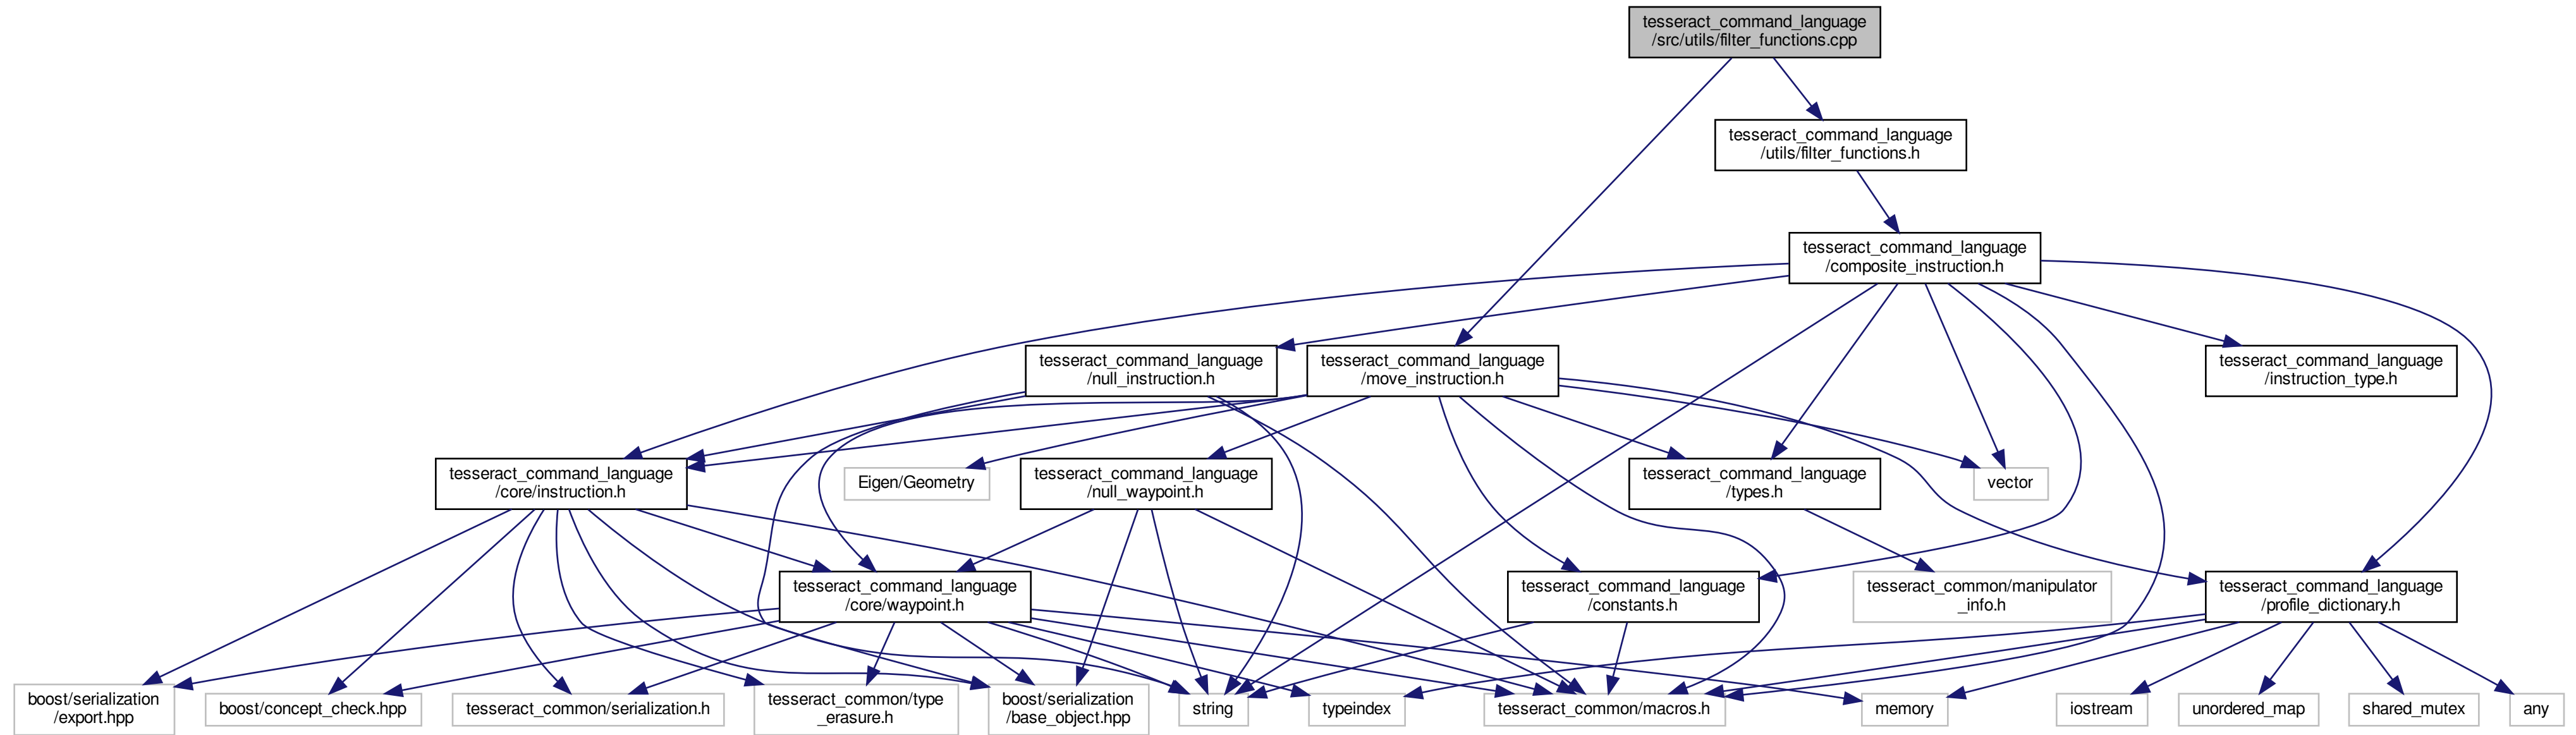 tesseract_command_language
/src/utils/filter_functions.cpp
tesseract_command_language
/utils/filter_functions.h
tesseract_command_language
/composite_instruction.h
tesseract_command_language
/null_instruction.h
tesseract_command_language
/move_instruction.h
tesseract_command_language
/instruction_type.h
tesseract_command_language
/core/instruction.h
Eigen/Geometry
tesseract_command_language
/null_waypoint.h
tesseract_command_language
/types.h
vector
tesseract_command_language
/core/waypoint.h
tesseract_command_language
/constants.h
tesseract_common/manipulator
_info.h
tesseract_command_language
/profile_dictionary.h
boost/serialization
/export.hpp
boost/concept_check.hpp
tesseract_common/serialization.h
tesseract_common/type
_erasure.h
boost/serialization
/base_object.hpp
string
typeindex
tesseract_common/macros.h
memory
iostream
unordered_map
shared_mutex
any